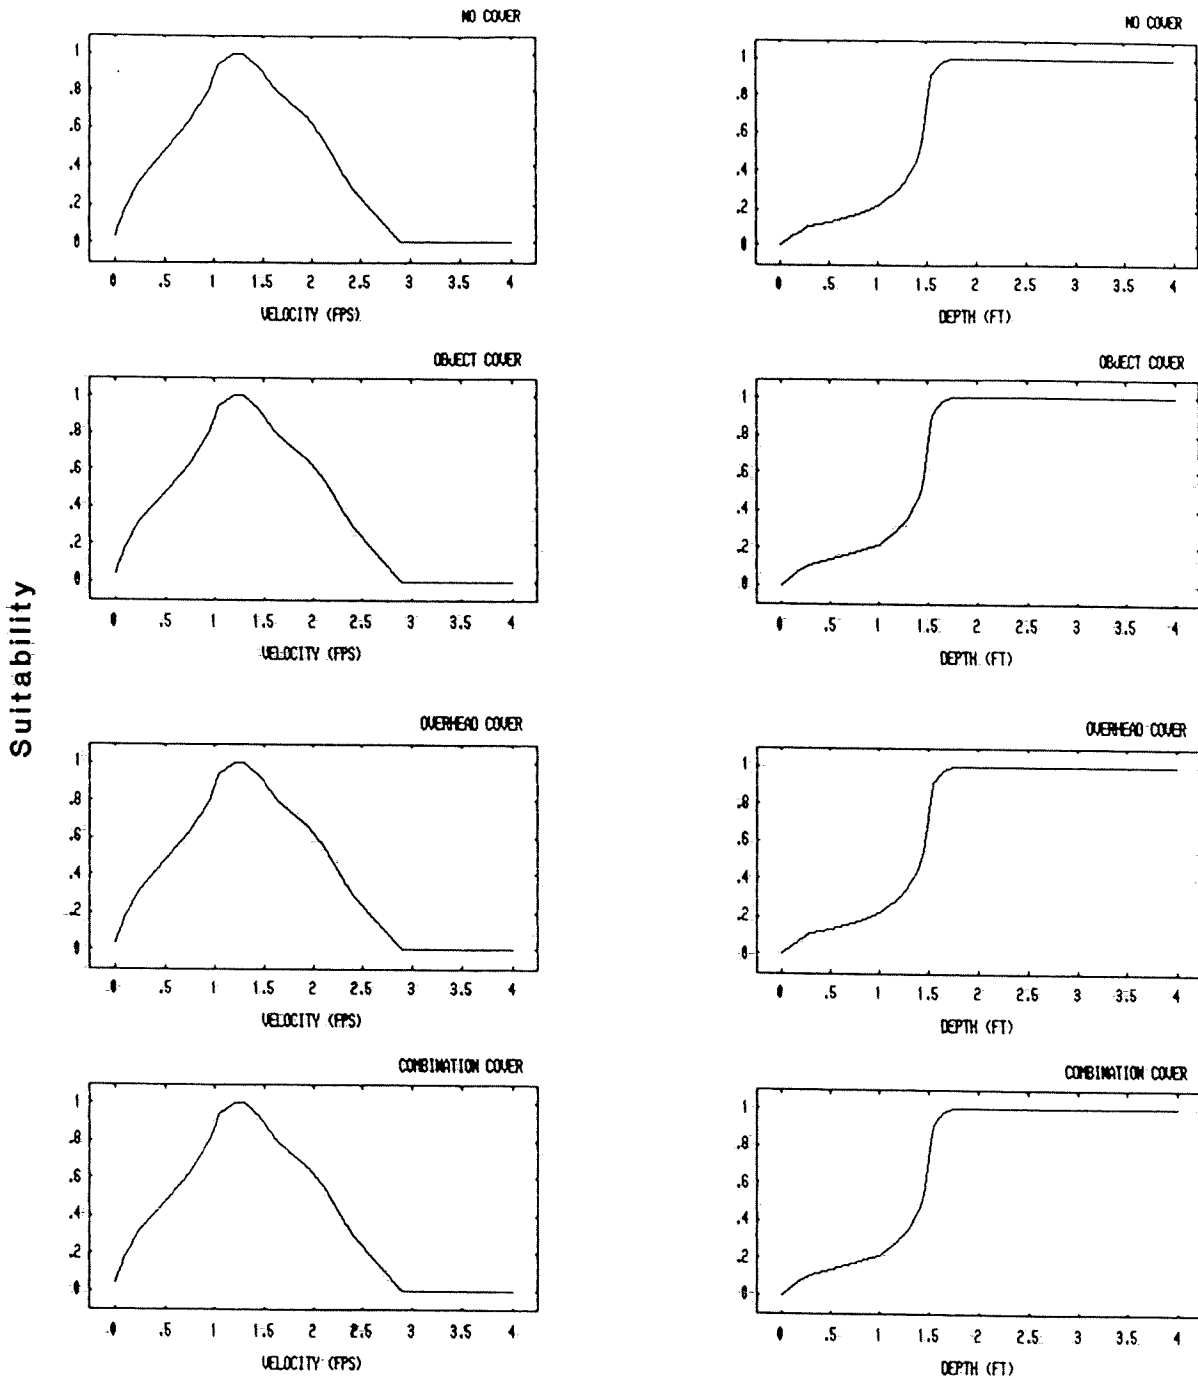 Suitability
NO COVER
1
.8
.6
.4
.2
0
0 .5 1 1.5 2 2.5 3 3.5 4
VELOCITY (FPS)
NO COVER
1
.8
.6
.4
.2
0
0 .5 1 1.5 2 2.5 3 3.5 4
DEPTH (FT)
OBJECT COVER
1
.8
.6
.4
.2
0
0 .5 1 1.5 2 2.5 3 3.5 4
VELOCITY (FPS)
OBJECT COVER
1
.8
.6
.4
.2
0
0 .5 1 1.5 2 2.5 3 3.5 4
DEPTH (FT)
OVERHEAD COVER
1
.8
.6
.4
.2
0
0 .5 1 1.5 2 2.5 3 3.5 4
VELOCITY (FPS)
OVERHEAD COVER
1
.8
.6
.4
.2
0
0 .5 1 1.5 2 2.5 3 3.5 4
DEPTH (FT)
COMBINATION COVER
1
.8
.6
.4
.2
0
0 .5 1 1.5 2 2.5 3 3.5 4
VELOCITY (FPS)
COMBINATION COVER
1
.8
.6
.4
.2
0
0 .5 1 1.5 2 2.5 3 3.5 4
DEPTH (FT)